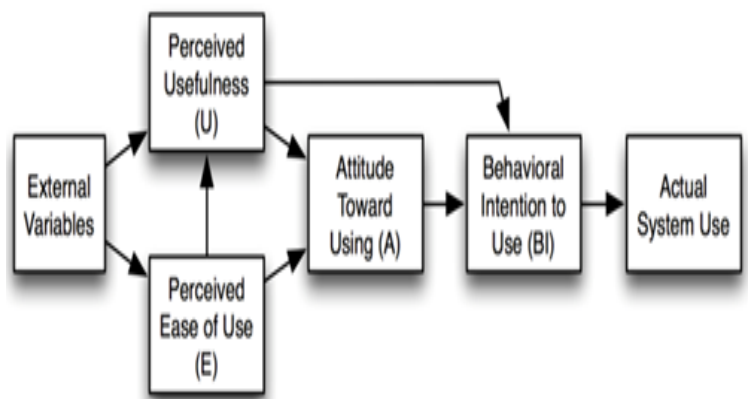 External
Variables
Perceived
Usefulness
(U)
Perceived
Ease of Use
(E)
Attitude
Toward
Using (A)
Behavioral
Intention to
Use (BI)
Actual
System Use